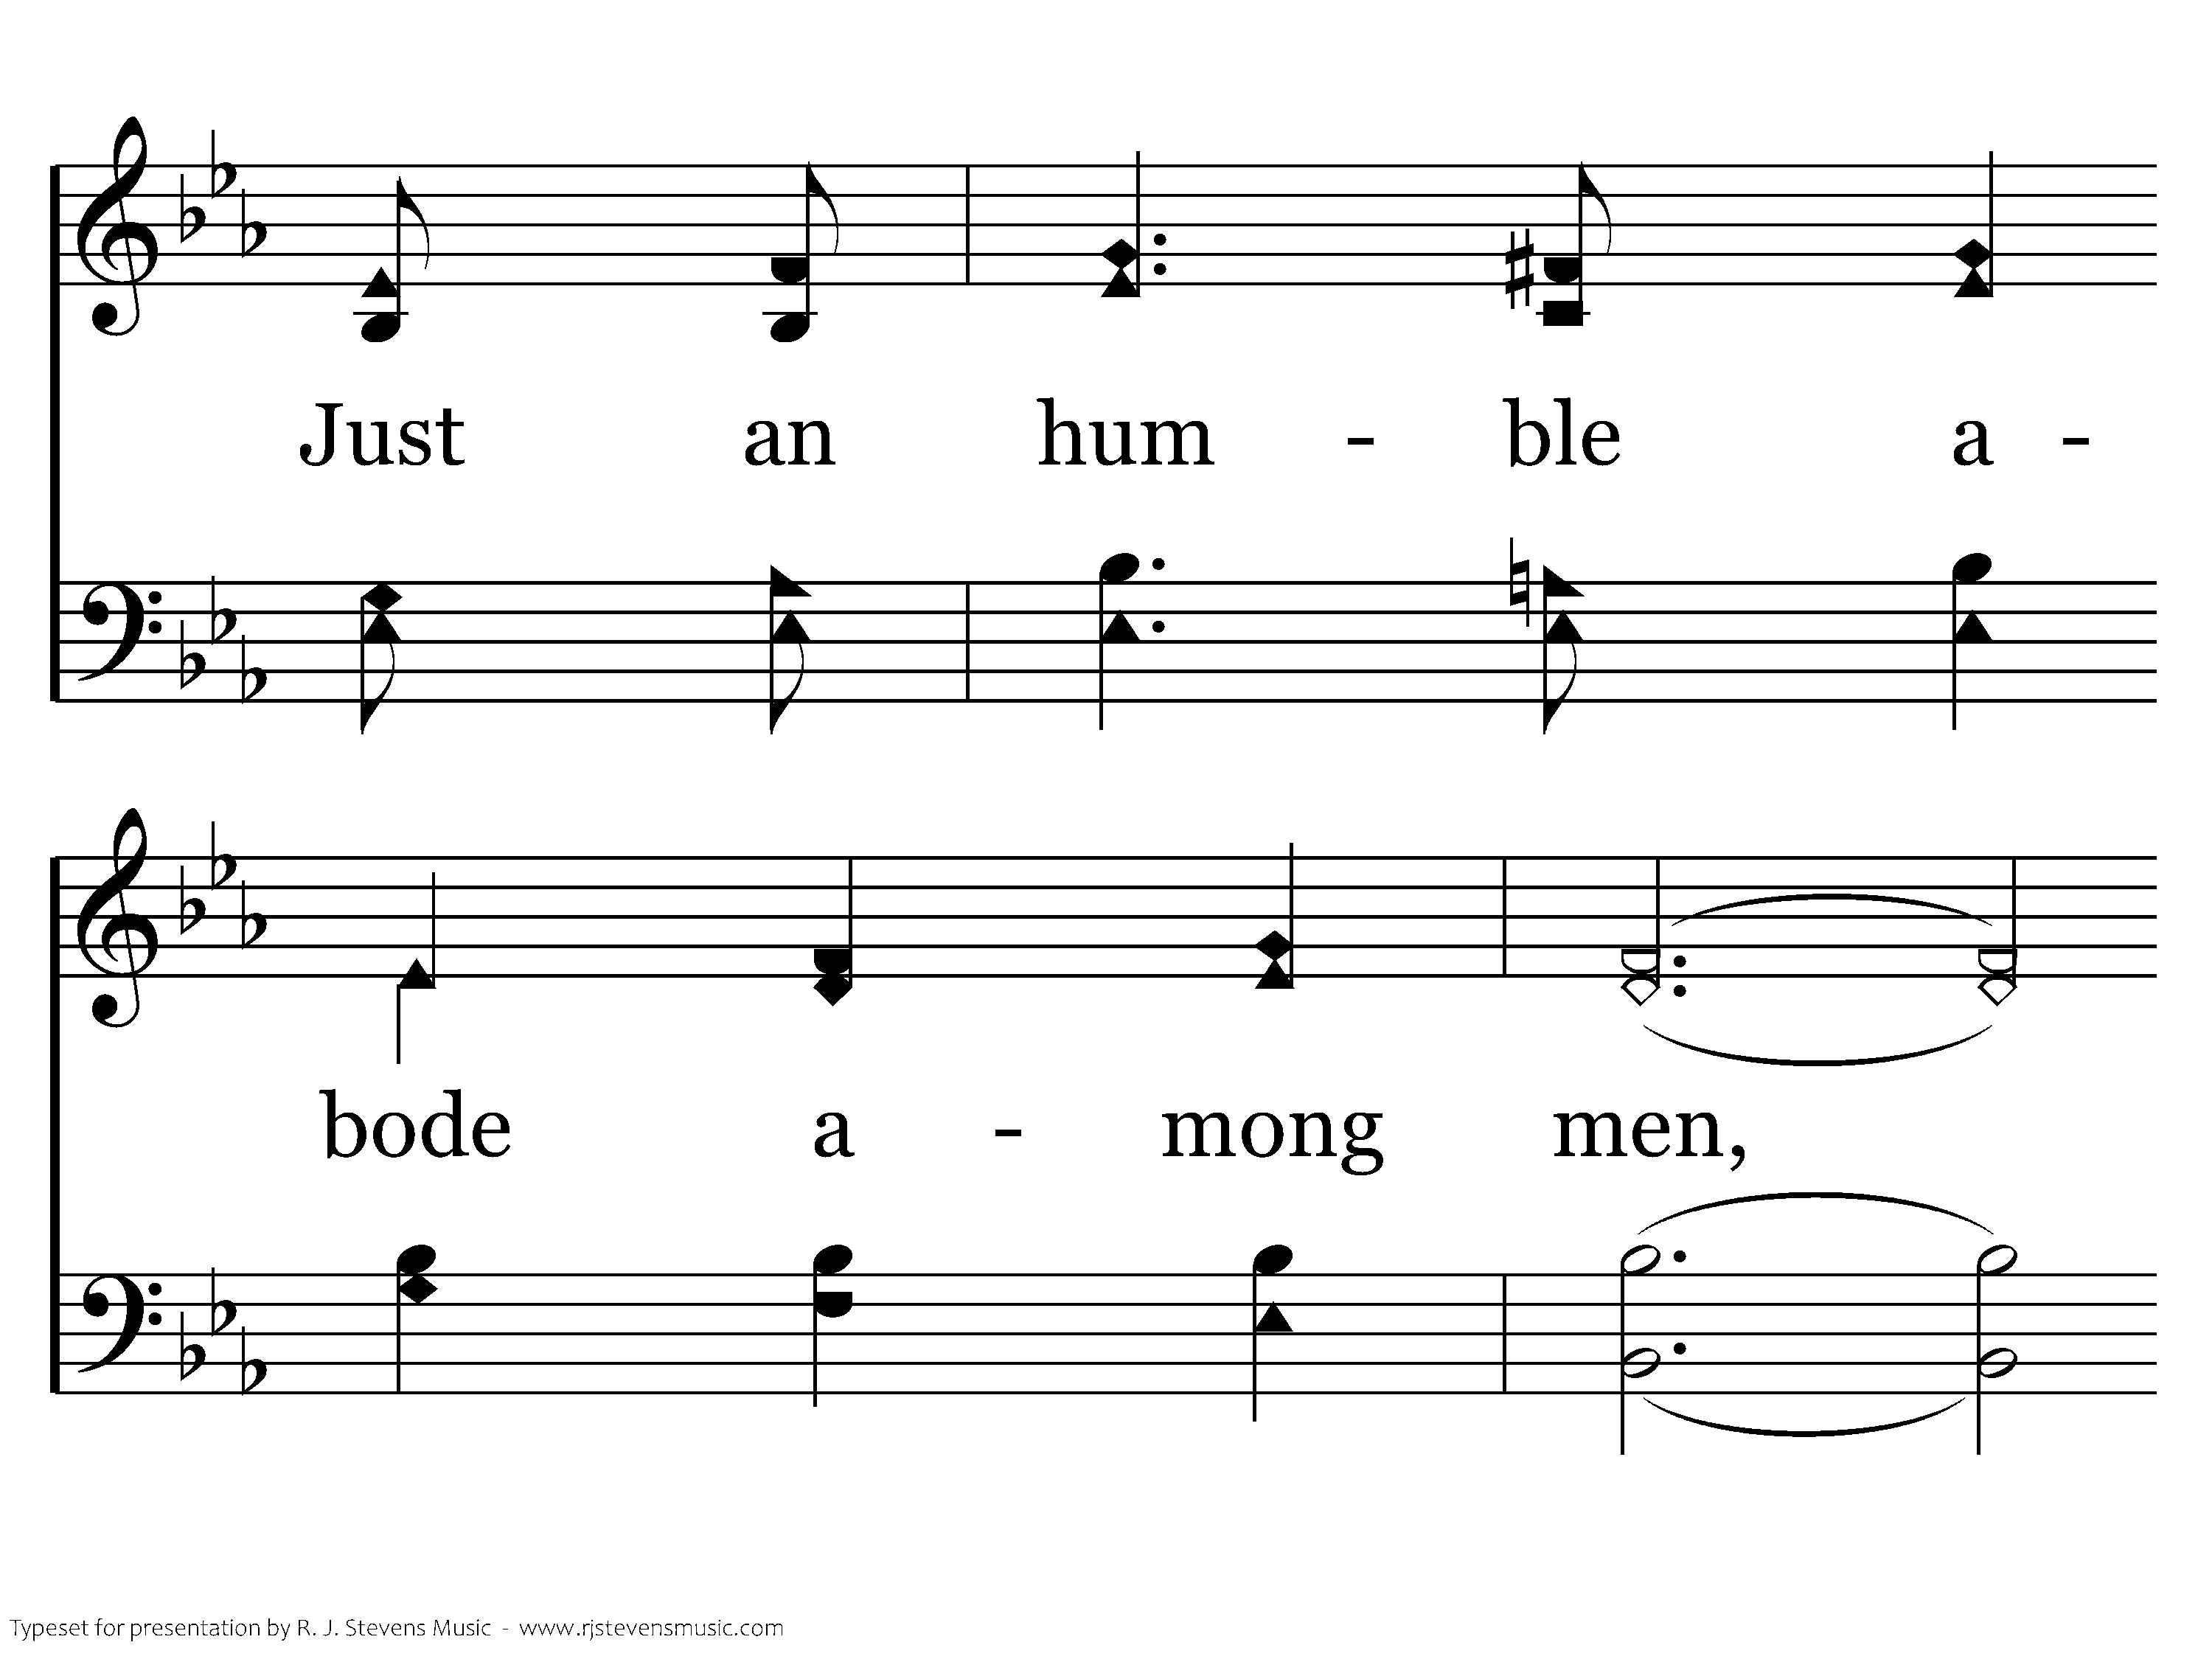 Just an hum - ble a -
bode a - mong men,
Typeset for presentation by R. J. Stevens Music - www.rjstevensmusic.com